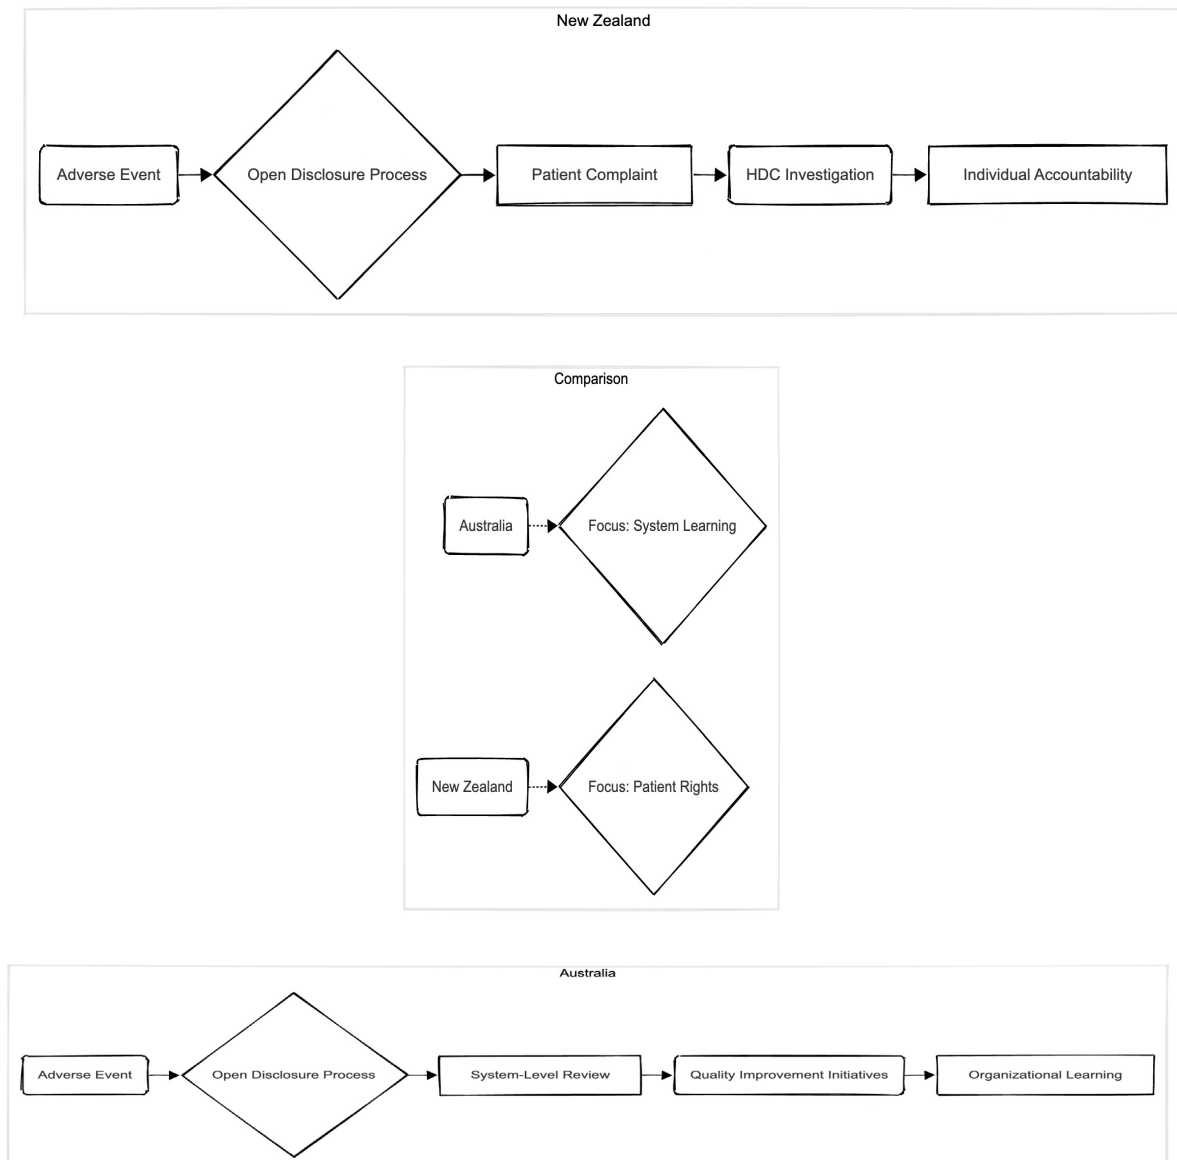 New Zealand
Adverse Event
Open Disclosure Process
Patient Complaint
HDC Investigation
Individual Accountability
Comparison
Australia
Focus: System Learning
New Zealand
Focus: Patient Rights
Australia
Adverse Event
Open Disclosure Process
System-Level Review
Quality Improvement Initiatives
Organizational Learning